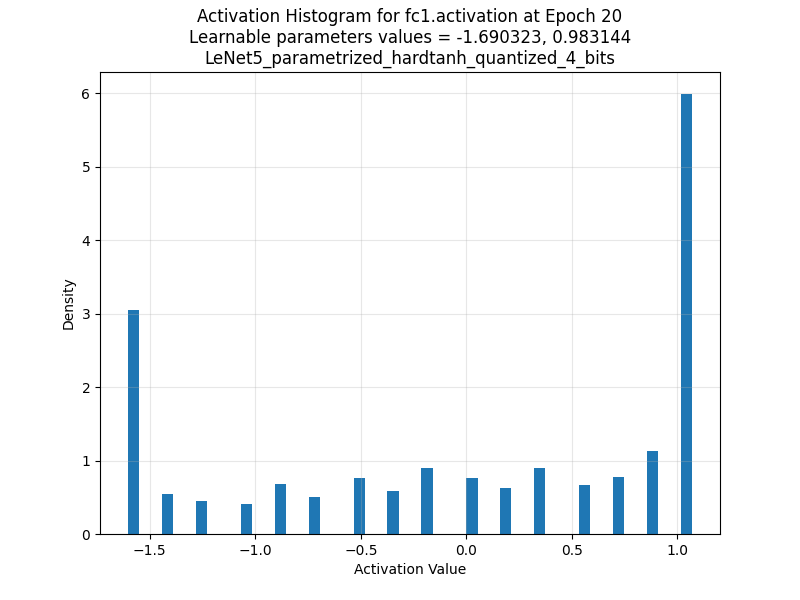 Activation Histogram for fc1.activation at Epoch 20
Learnable parameters values = -1.690323, 0.983144
LeNet5_parametrized_hardtanh_quantized_4_bits
6
5
4
3
2
1
0
Density
−1.5 −1.0 −0.5 0.0 0.5 1.0
Activation Value